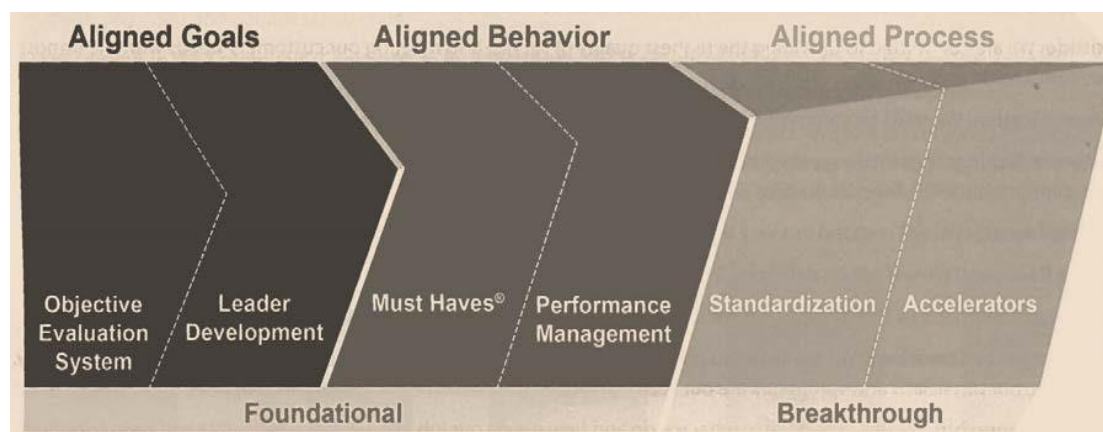 Aligned Goals
Aligned Behavior
Aligned Process
Objective
Evaluation
System
Leader
Development
Must Haves®
Performance
Management
Standardization
Accelerators
Foundational
Breakthrough